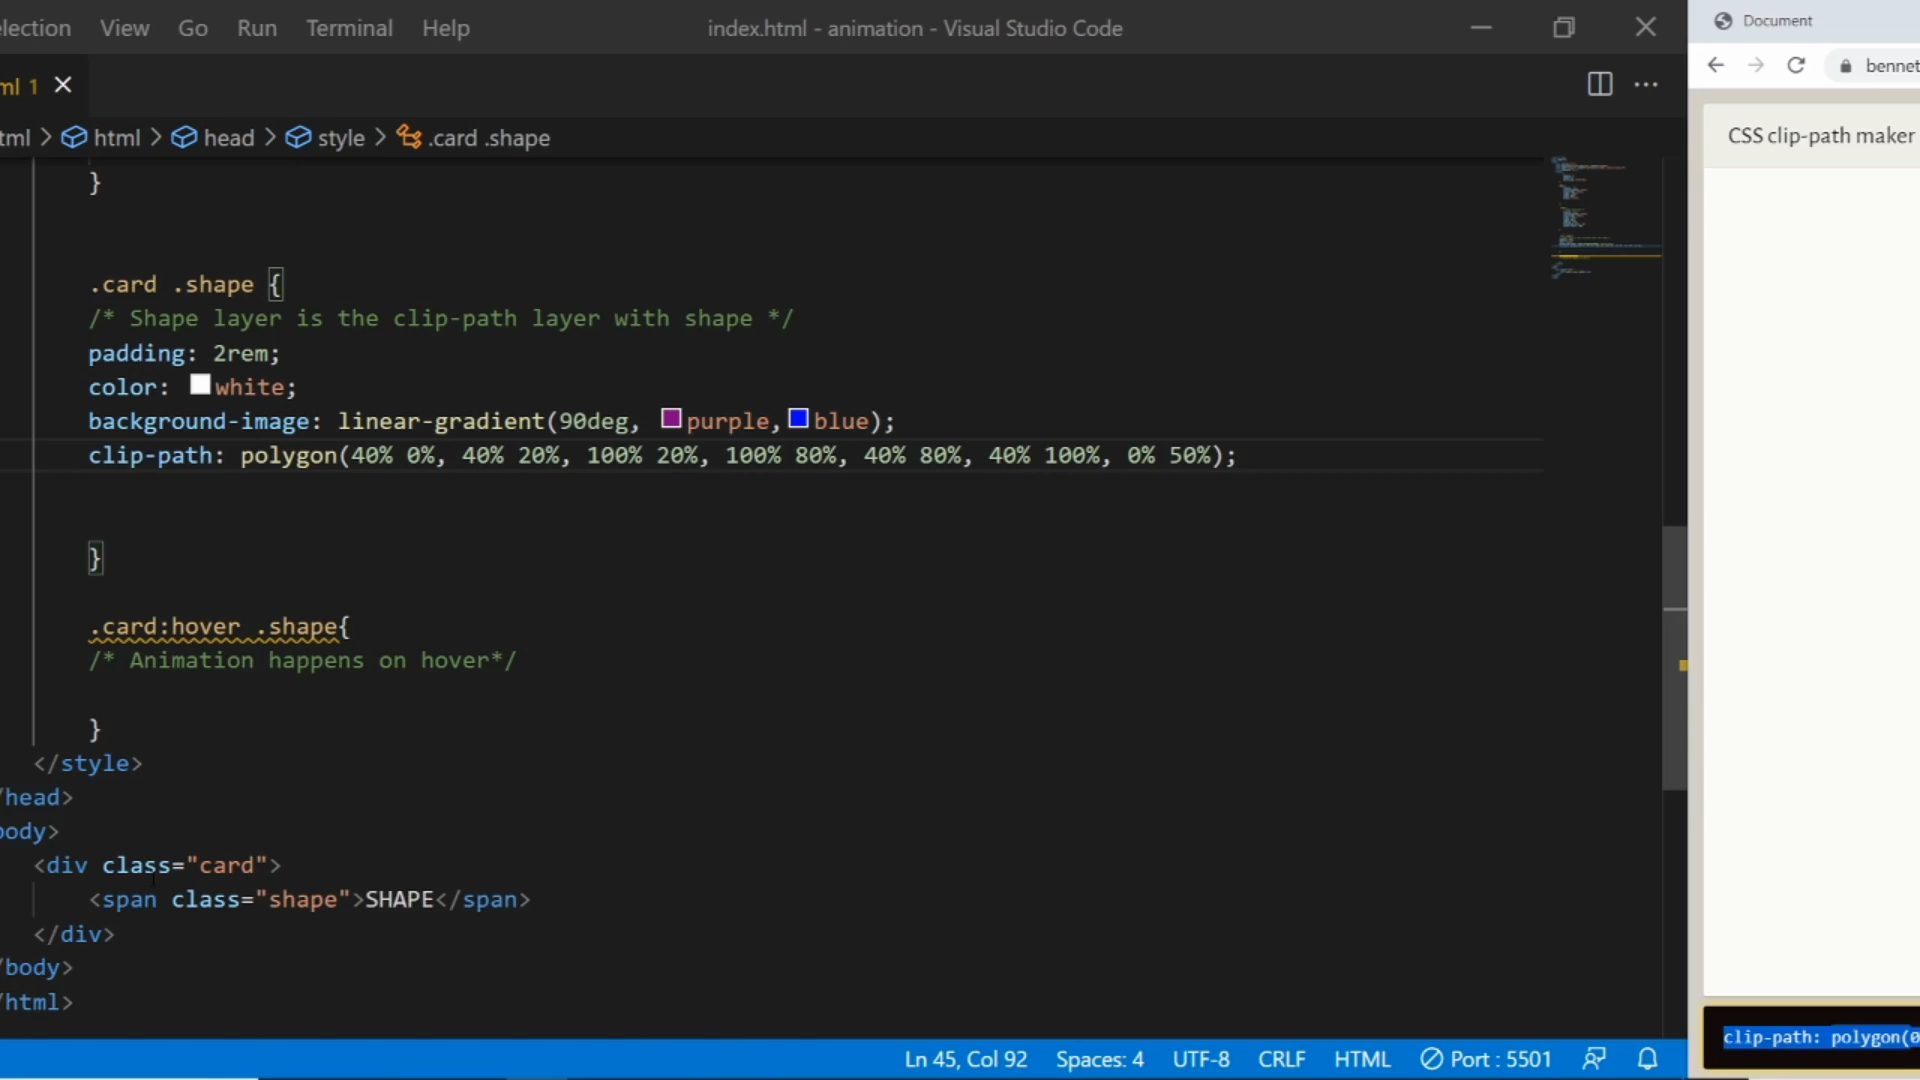 election View Go Run Terminal Help index.html - animation - Visual Studio Code
Document
ml 1
bennet
tml > html > head > style > .card .shape
CSS clip-path maker
}
.card .shape {
/* Shape layer is the clip-path layer with shape */
padding: 2rem;
color: white;
background-image: linear-gradient(90deg, purple,blue);
clip-path: polygon(40% 0%, 40% 20%, 100% 20%, 100% 80%, 40% 80%, 40% 100%, 0% 50%);
}
.card:hover .shape{
/* Animation happens on hover*/
}
</style>
/head>
body>
<div class="card">
<span class="shape">SHAPE</span>
</div>
/body>
/html>
clip-path: polygon(0
Ln 45, Col 92 Spaces: 4 UTF-8 CRLF HTML Port : 5501